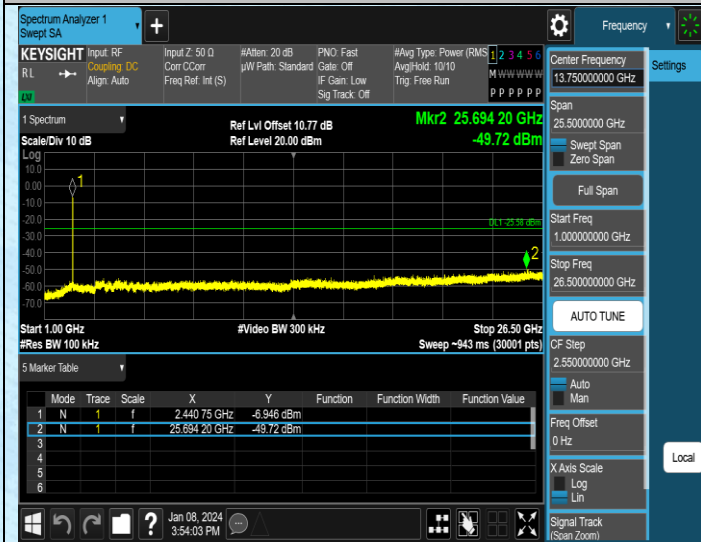 Spectrum Analyzer 1
Swept SA
+
Frequency
KEYSIGHT
RL
LU
Input: RF
Coupling: DC
Align: Auto
Input Z: 50 Ω
Corr CCorr
Freq Ref: Int (S)
#Atten: 20 dB
µW Path: Standard
PNO: Fast
Gate: Off
IF Gain: Low
Sig Track: Off
#Avg Type: Power (RMS
Avg|Hold: 10/10
Trig: Free Run
1 2 3 4 5 6
M W W W W W
P P P P P P
1 Spectrum
Scale/Div 10 dB
Ref Lvl Offset 10.77 dB
Ref Level 20.00 dBm
Mkr2 25.694 20 GHz
-49.72 dBm
Log
10.0
0.00
-10.0
-20.0
-30.0
-40.0
-50.0
-60.0
-70.0
1
DL1 -25.58 dBm
2
Start 1.00 GHz
#Res BW 100 kHz
#Video BW 300 kHz
Stop 26.50 GHz
Sweep ~943 ms (30001 pts)
5 Marker Table
Mode Trace Scale X Y Function Function Width Function Value
1 N 1 f 2.440 75 GHz -6.946 dBm
2 N 1 f 25.694 20 GHz -49.72 dBm
3
4
5
6
?
Jan 08, 2024
3:54:03 PM
Center Frequency
13.750000000 GHz
Span
25.5000000 GHz
Swept Span
Zero Span
Full Span
Start Freq
1.000000000 GHz
Stop Freq
26.500000000 GHz
AUTO TUNE
CF Step
2.550000000 GHz
Auto
Man
Freq Offset
0 Hz
X Axis Scale
Log
Lin
Signal Track
(Span Zoom)
Settings
Local